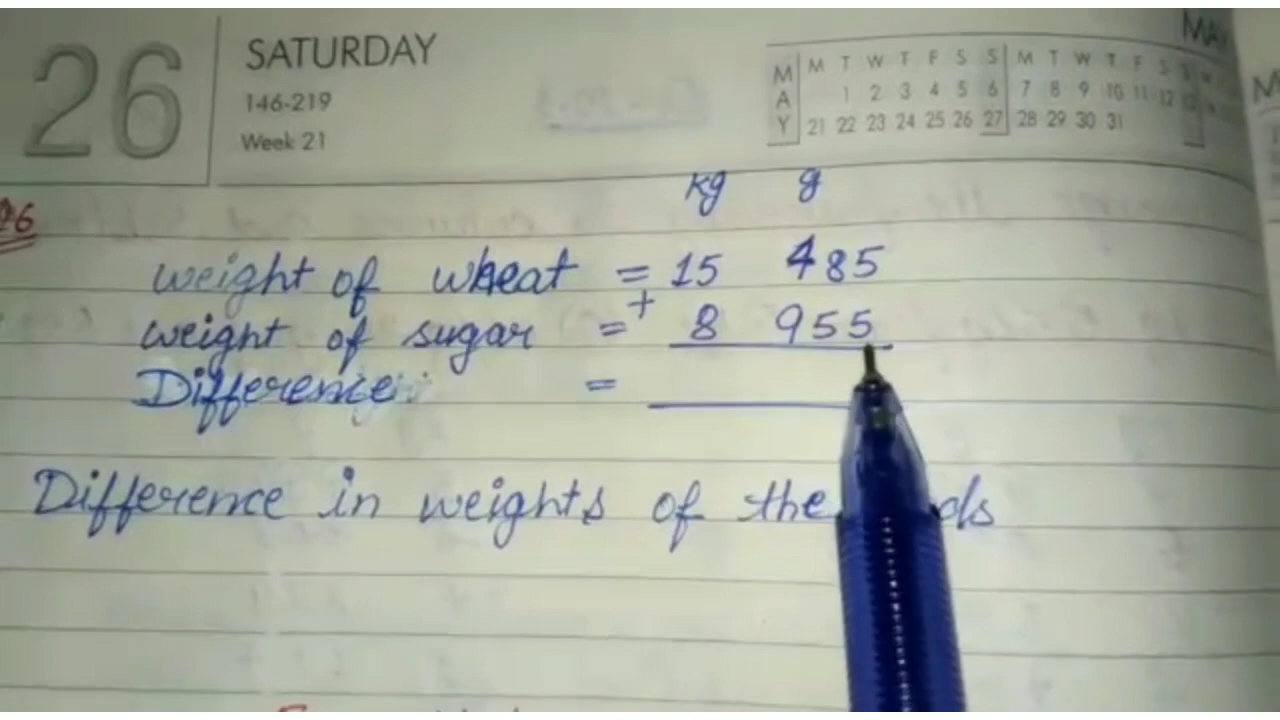 26
SATURDAY
146-219
Week 21
MAY
M T W T F S S M T W T F S S
1 2 3 4 5 6 7 8 9 10 11 12 13
21 22 23 24 25 26 27 28 29 30 31
kg g
weight of wheat = 15 485
weight of sugar = + 8 955
Difference =
Difference in weights of the